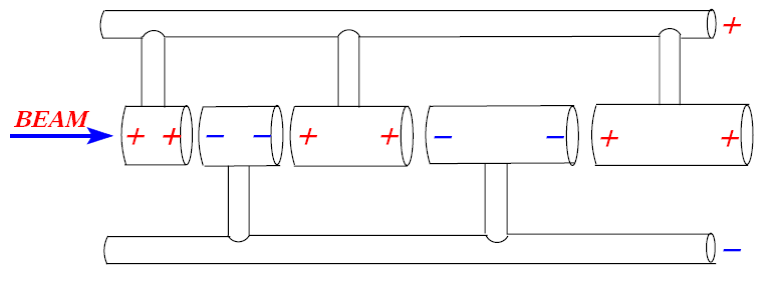 +
BEAM
+ + − − + + − − + +
−